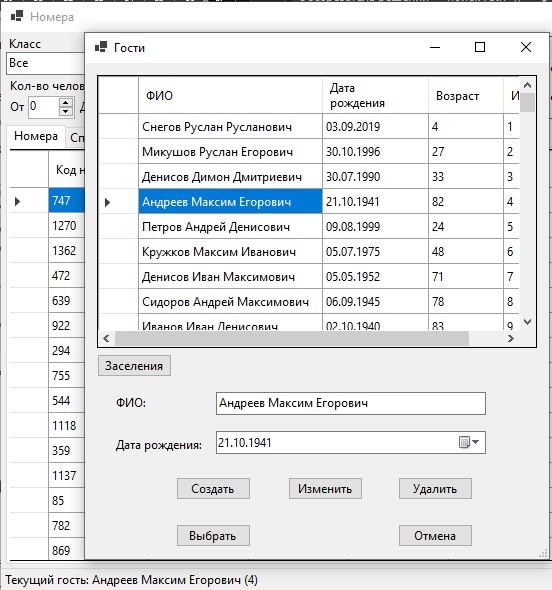 Номера
Класс
Все
Кол-во челов
От 0
Номера
Сп
Код н
747
1270
1362
472
639
922
294
755
544
1118
359
1137
85
782
869
Гости
ФИО Дата рождения Возраст И
Снегов Руслан Русланович 03.09.2019 4 1
Микушов Руслан Егорович 30.10.1996 27 2
Денисов Димон Дмитриевич 30.07.1990 33 3
Андреев Максим Егорович 21.10.1941 82 4
Петров Андрей Денисович 09.08.1999 24 5
Кружков Максим Иванович 05.07.1975 48 6
Денисов Иван Максимович 05.05.1952 71 7
Сидоров Андрей Максимович 06.09.1945 78 8
Иванов Иван Денисович 02.10.1940 83 9
Заселения
ФИО: Андреев Максим Егорович
Дата рождения: 21.10.1941
Создать Изменить Удалить
Выбрать Отмена
Текущий гость: Андреев Максим Егорович (4)